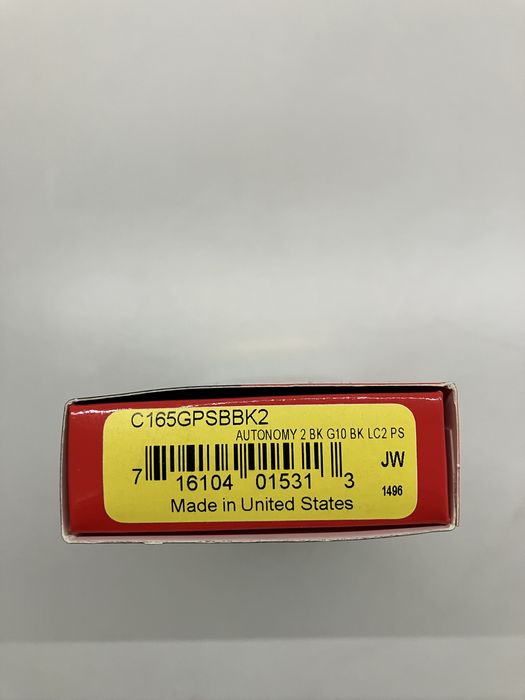 C165GPSBBK2
AUTONOMY 2 BK G10 BK LC2 PS
7 16104 01531 3
JW
1496
Made in United States